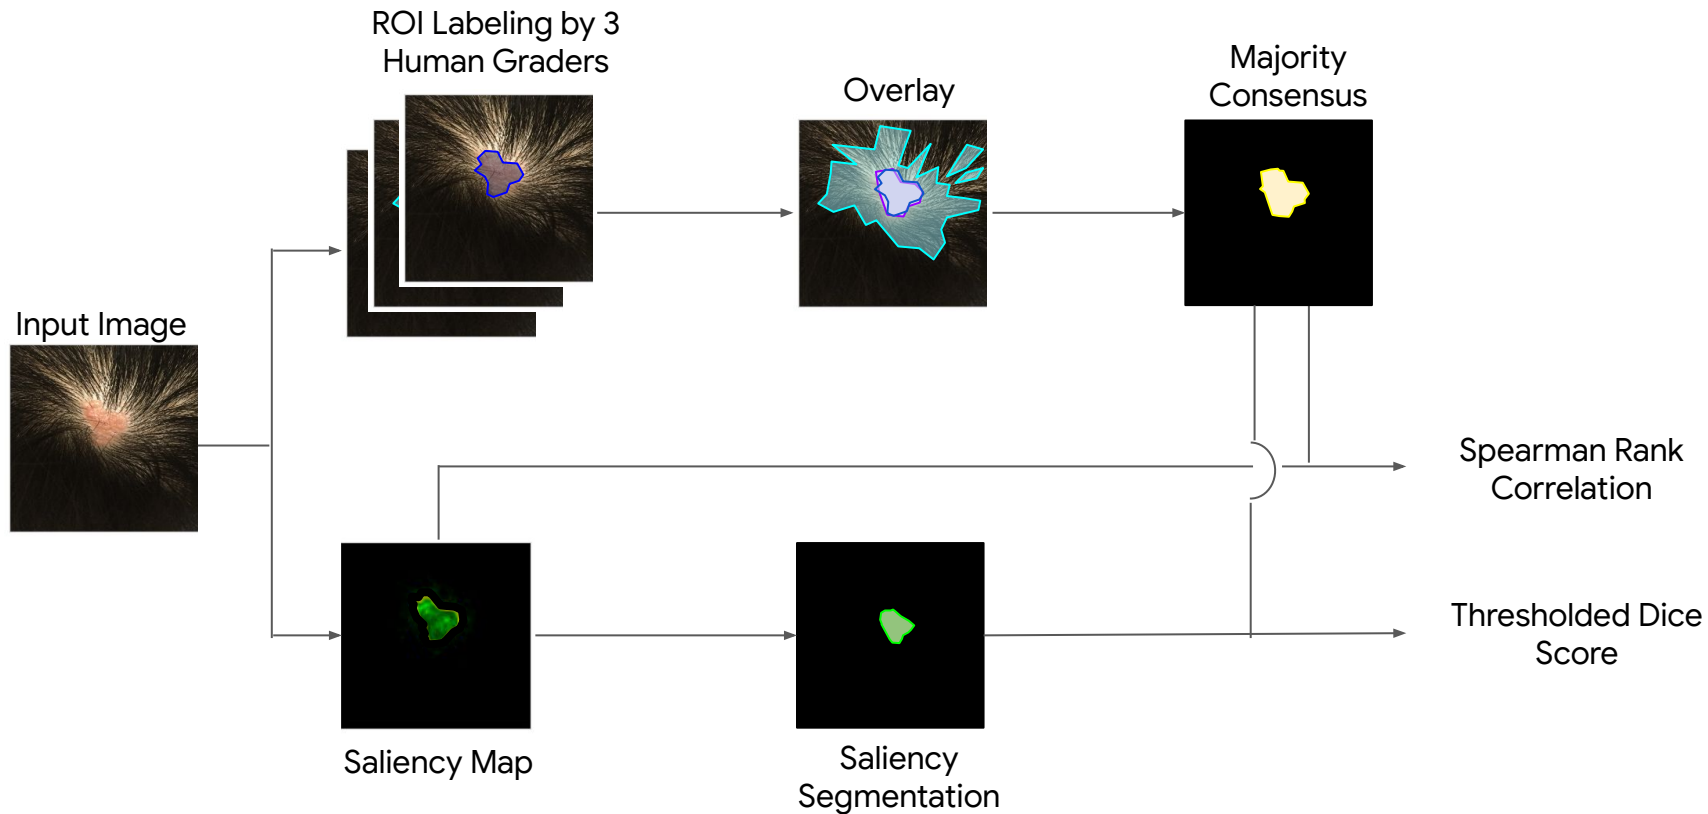 ROI Labeling by 3
Human Graders
Overlay
Majority
Consensus
Input Image
Spearman Rank
Correlation
Thresholded Dice
Score
Saliency Map
Saliency
Segmentation